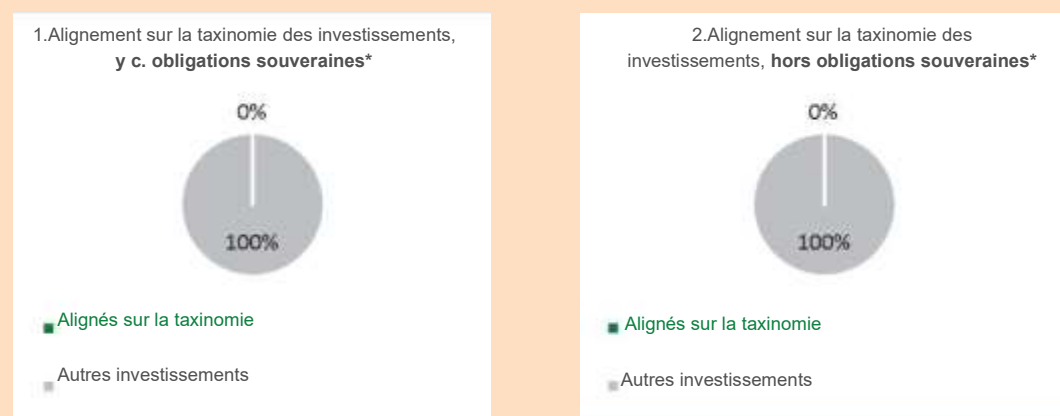 1.Alignement sur la taxinomie des investissements,
y c. obligations souveraines*
0%
100%
Alignés sur la taxinomie
Autres investissements
2.Alignement sur la taxinomie des
investissements, hors obligations souveraines*
0%
100%
Alignés sur la taxinomie
Autres investissements